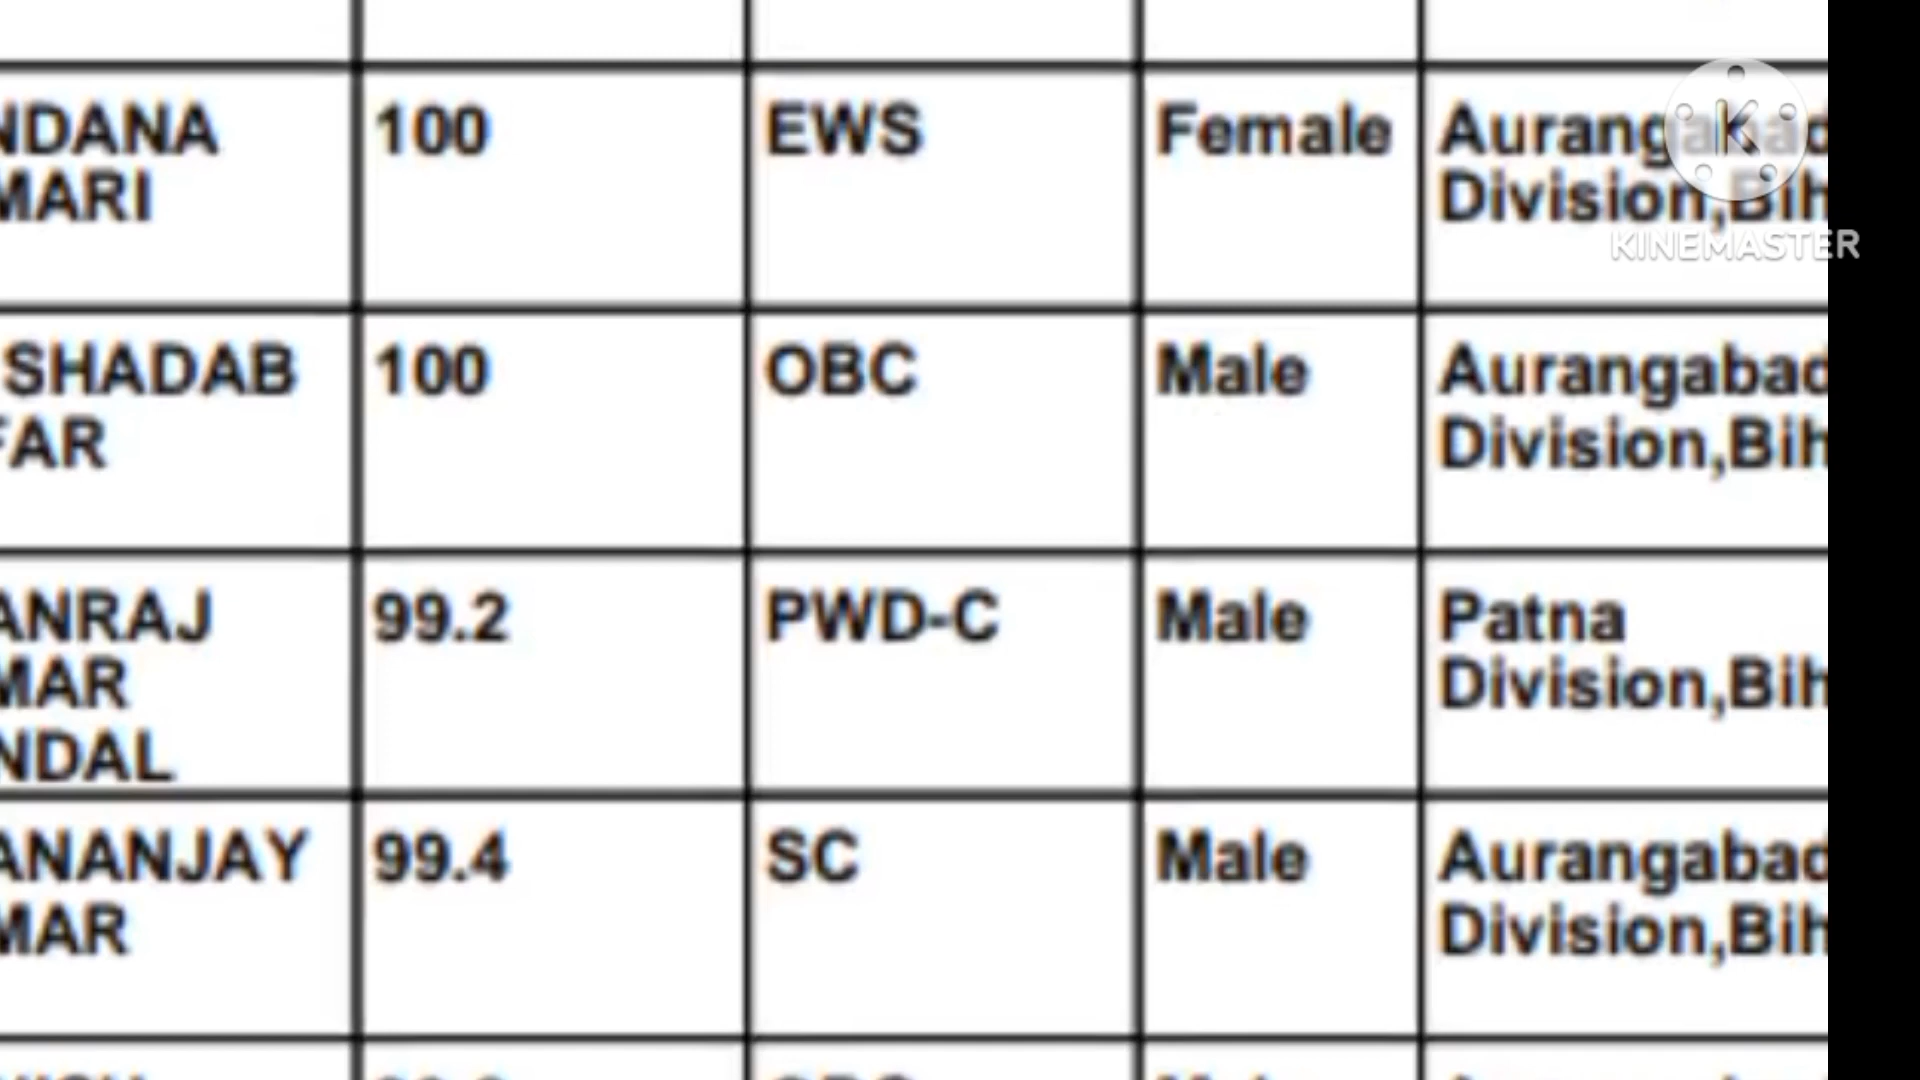 NDANA 100 EWS Female Aurangabad
MARI Division,Bih
SHADAB 100 OBC Male Aurangabad
FAR Division,Bih
ANRAJ 99.2 PWD-C Male Patna
MAR Division,Bih
NDAL
ANANJAY 99.4 SC Male Aurangabad
MAR Division,Bih
K
KINEMASTER